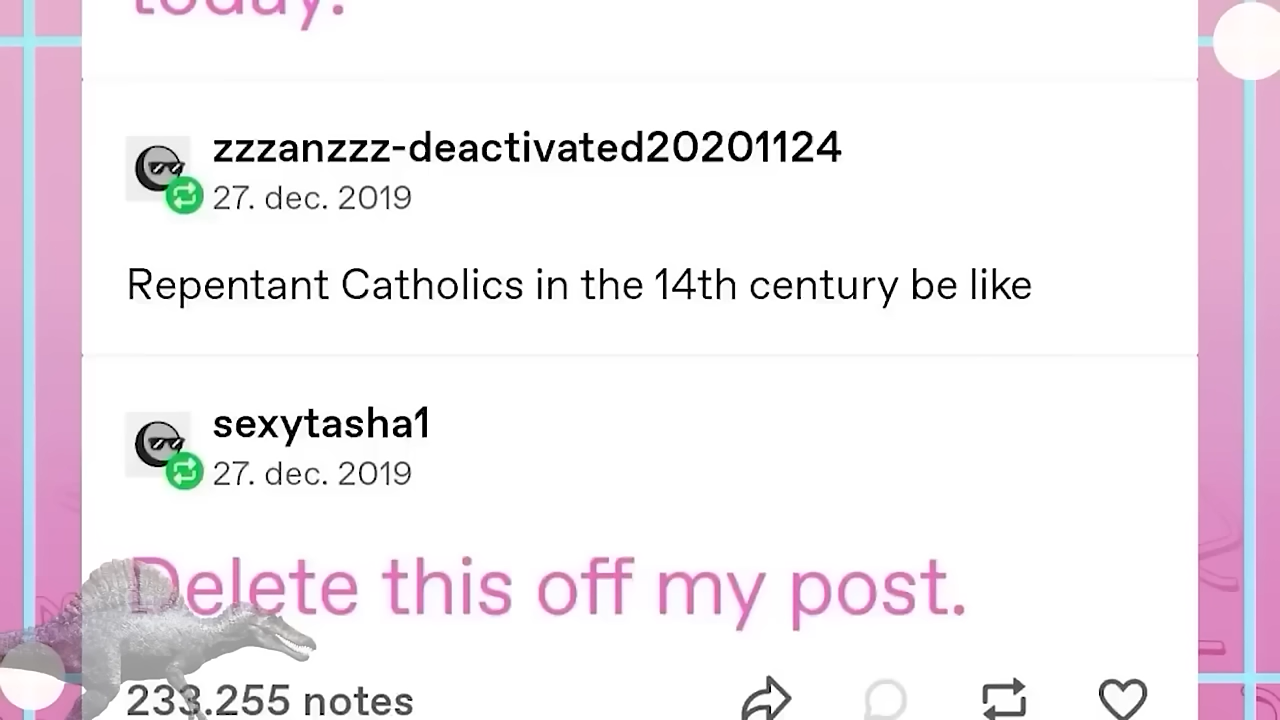 today.
zzzanzzz-deactivated20201124
27. dec. 2019
Repentant Catholics in the 14th century be like
sexytasha1
27. dec. 2019
Delete this off my post.
233.255 notes